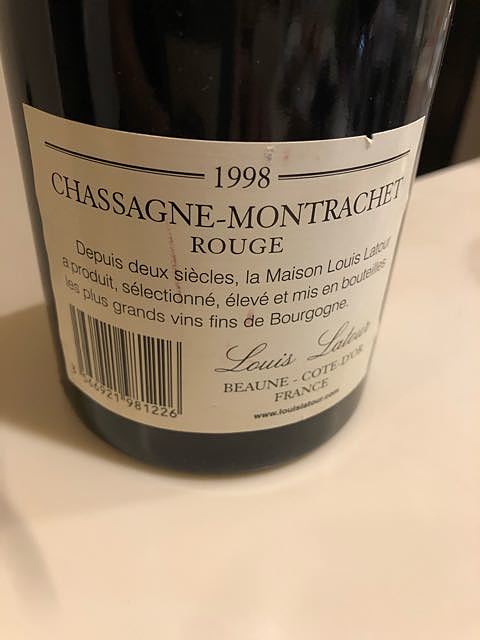 1998
CHASSAGNE-MONTRACHET
ROUGE
Depuis deux siècles, la Maison Louis Latour
a produit, sélectionné, élevé et mis en bouteilles
les plus grands vins fins de Bourgogne.
Louis Latour
BEAUNE - COTE-D'OR
FRANCE
www.louislatour.com
3 566921 981226